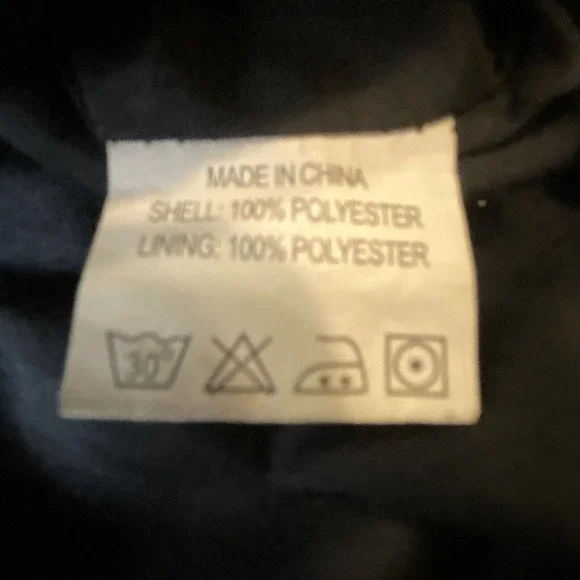 MADE IN CHINA
SHELL: 100% POLYESTER
LINING: 100% POLYESTER
30°